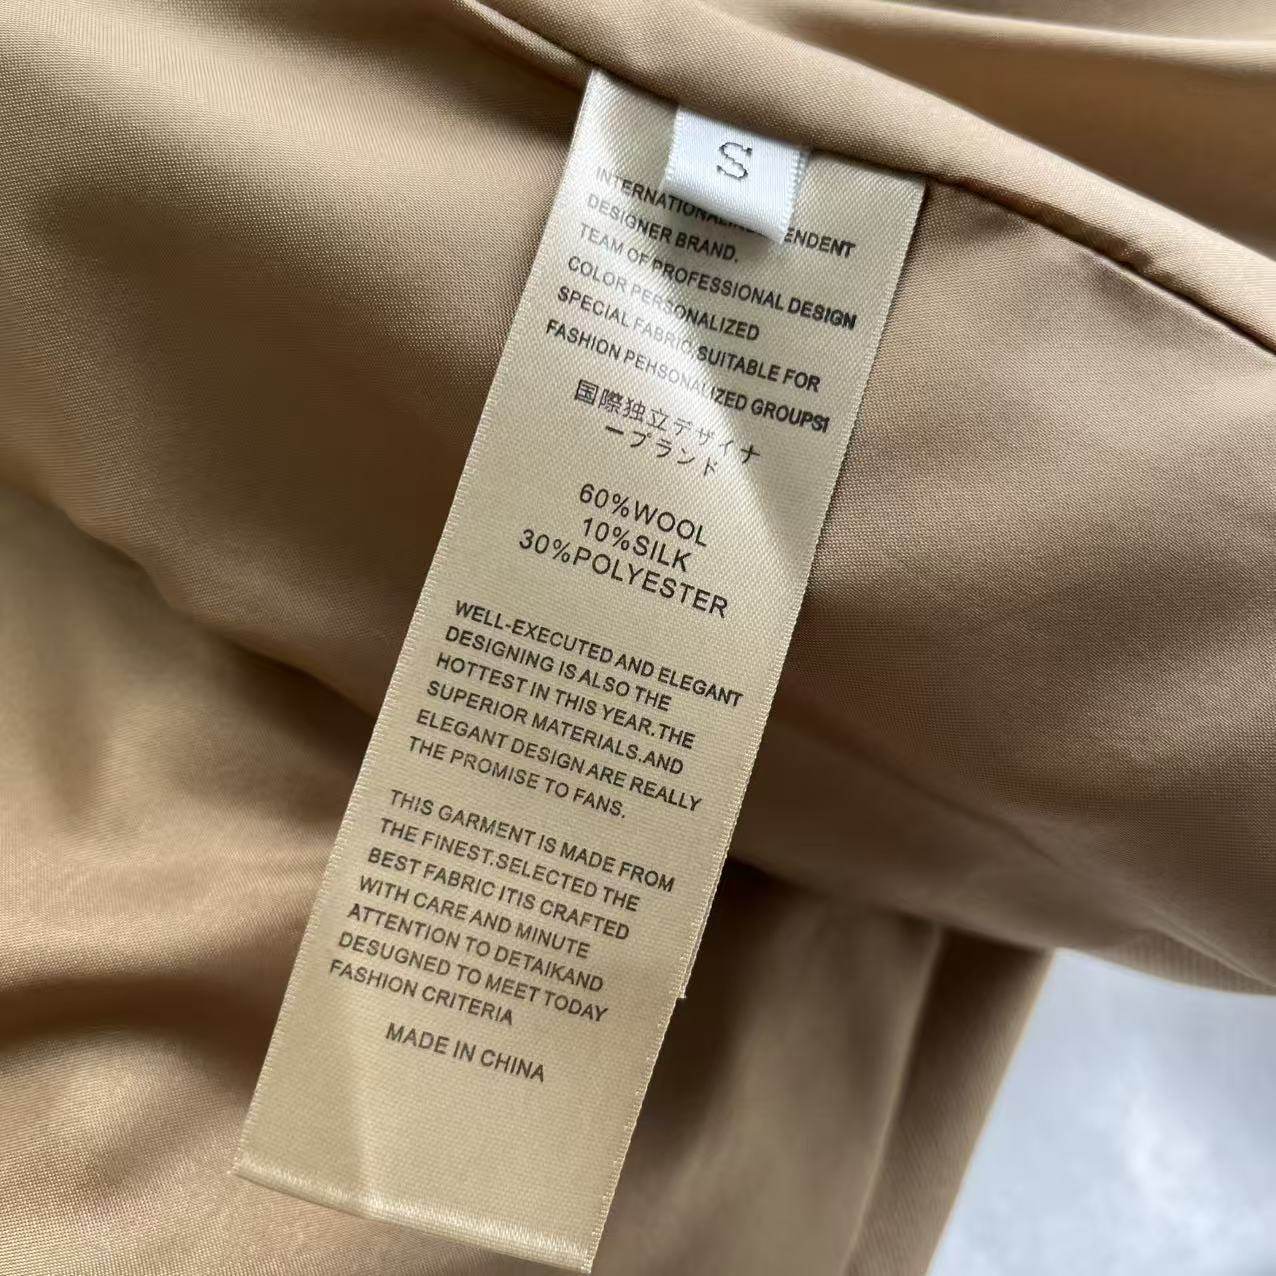 S
INTERNATIONAL ENDENT
DESIGNER BRAND.
TEAM OF PROFESSIONAL DESIGN
COLOR PERSONALIZED
SPECIAL FABRIC.SUITABLE FOR
FASHION PEHSONALIZED GROUPS1
国際独立デザイナ
ーブランド
60%WOOL
10%SILK
30%POLYESTER
WELL-EXECUTED AND ELEGANT
DESIGNING IS ALSO THE
HOTTEST IN THIS YEAR.THE
SUPERIOR MATERIALS.AND
ELEGANT DESIGN ARE REALLY
THE PROMISE TO FANS.
THIS GARMENT IS MADE FROM
THE FINEST.SELECTED THE
BEST FABRIC ITIS CRAFTED
WITH CARE AND MINUTE
ATTENTION TO DETAIKAND
DESUGNED TO MEET TODAY
FASHION CRITERIA
MADE IN CHINA